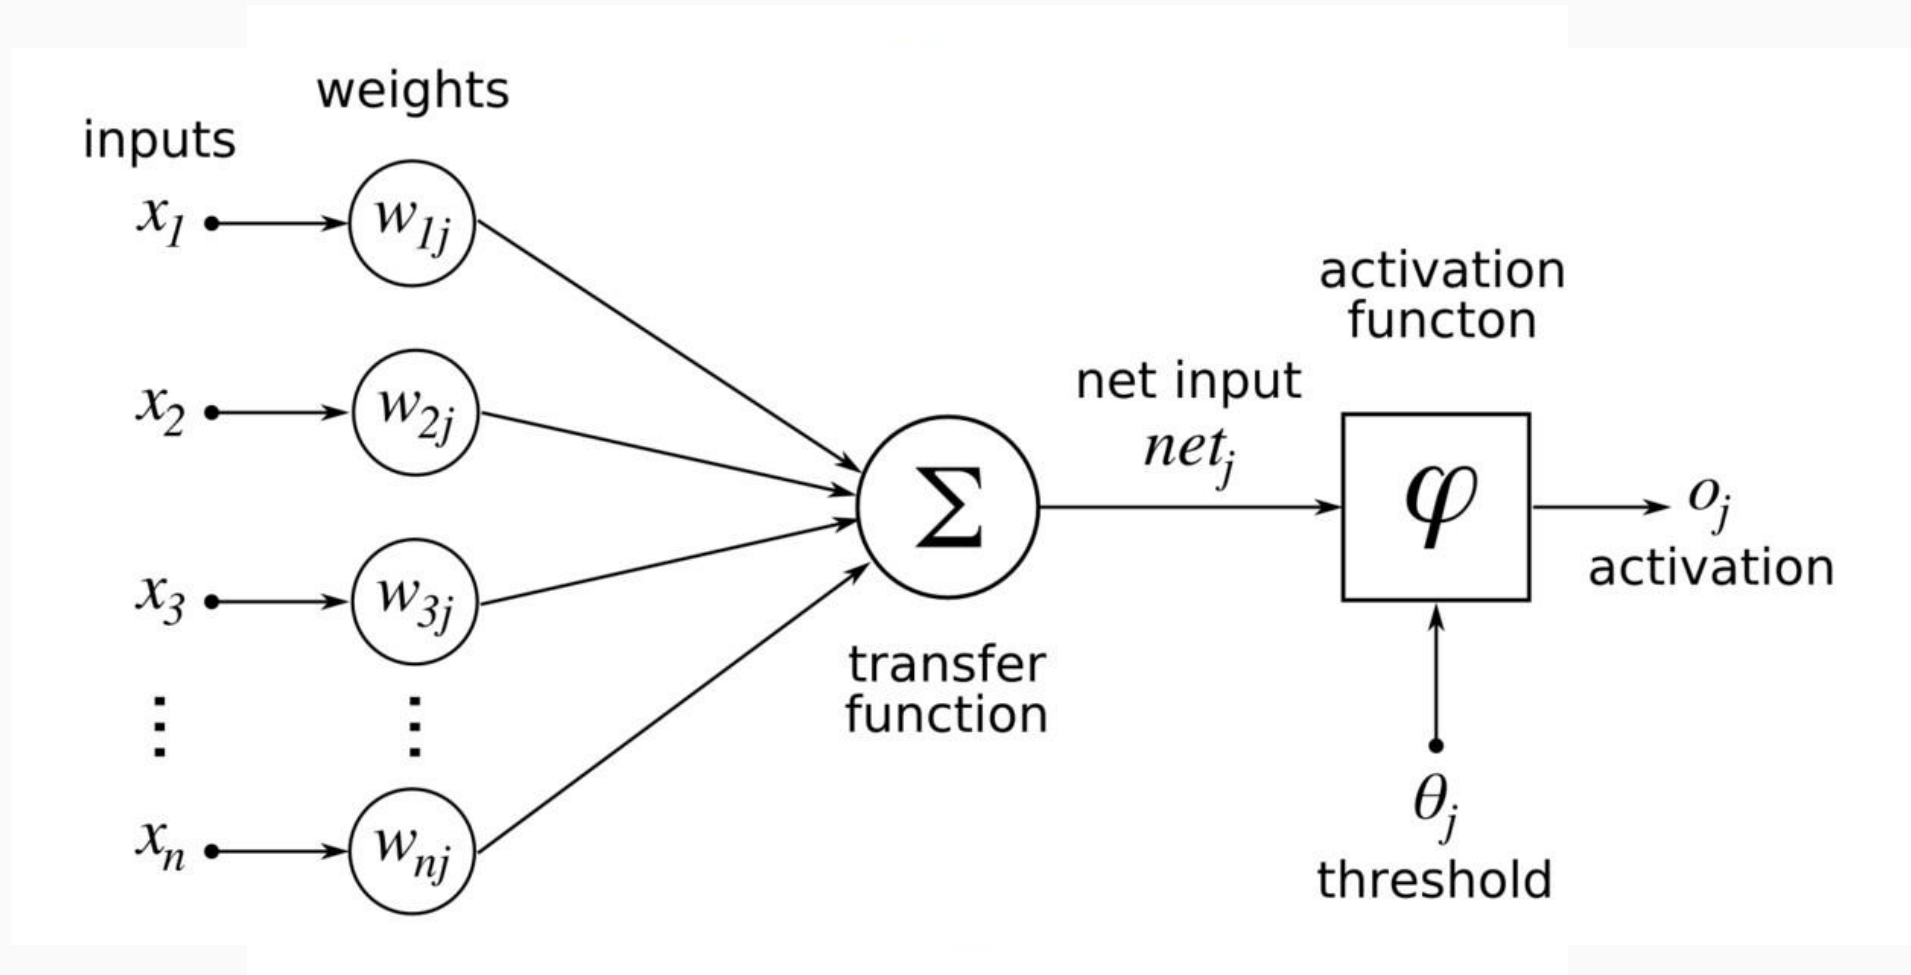 weights
inputs
x1
w1j
x2
w2j
x3
w3j
⋮
⋮
xn
wnj
Σ
transfer
function
net input
netj
activation
functon
φ
oj
activation
θj
threshold